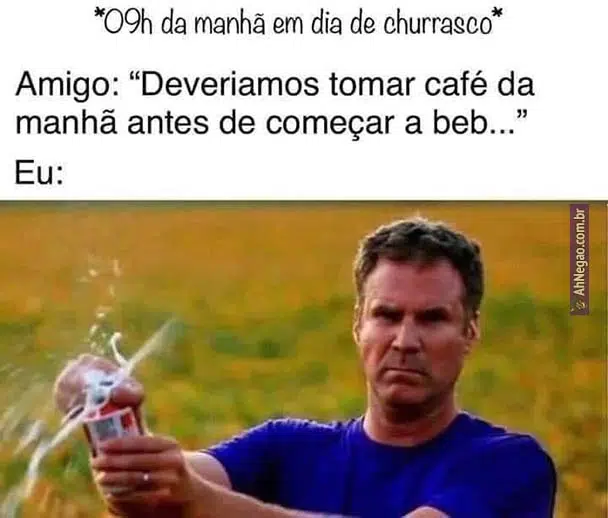 *09h da manhã em dia de churrasco*
Amigo: “Deveriamos tomar café da
manhã antes de começar a beb...”
Eu:
AhNegao.com.br